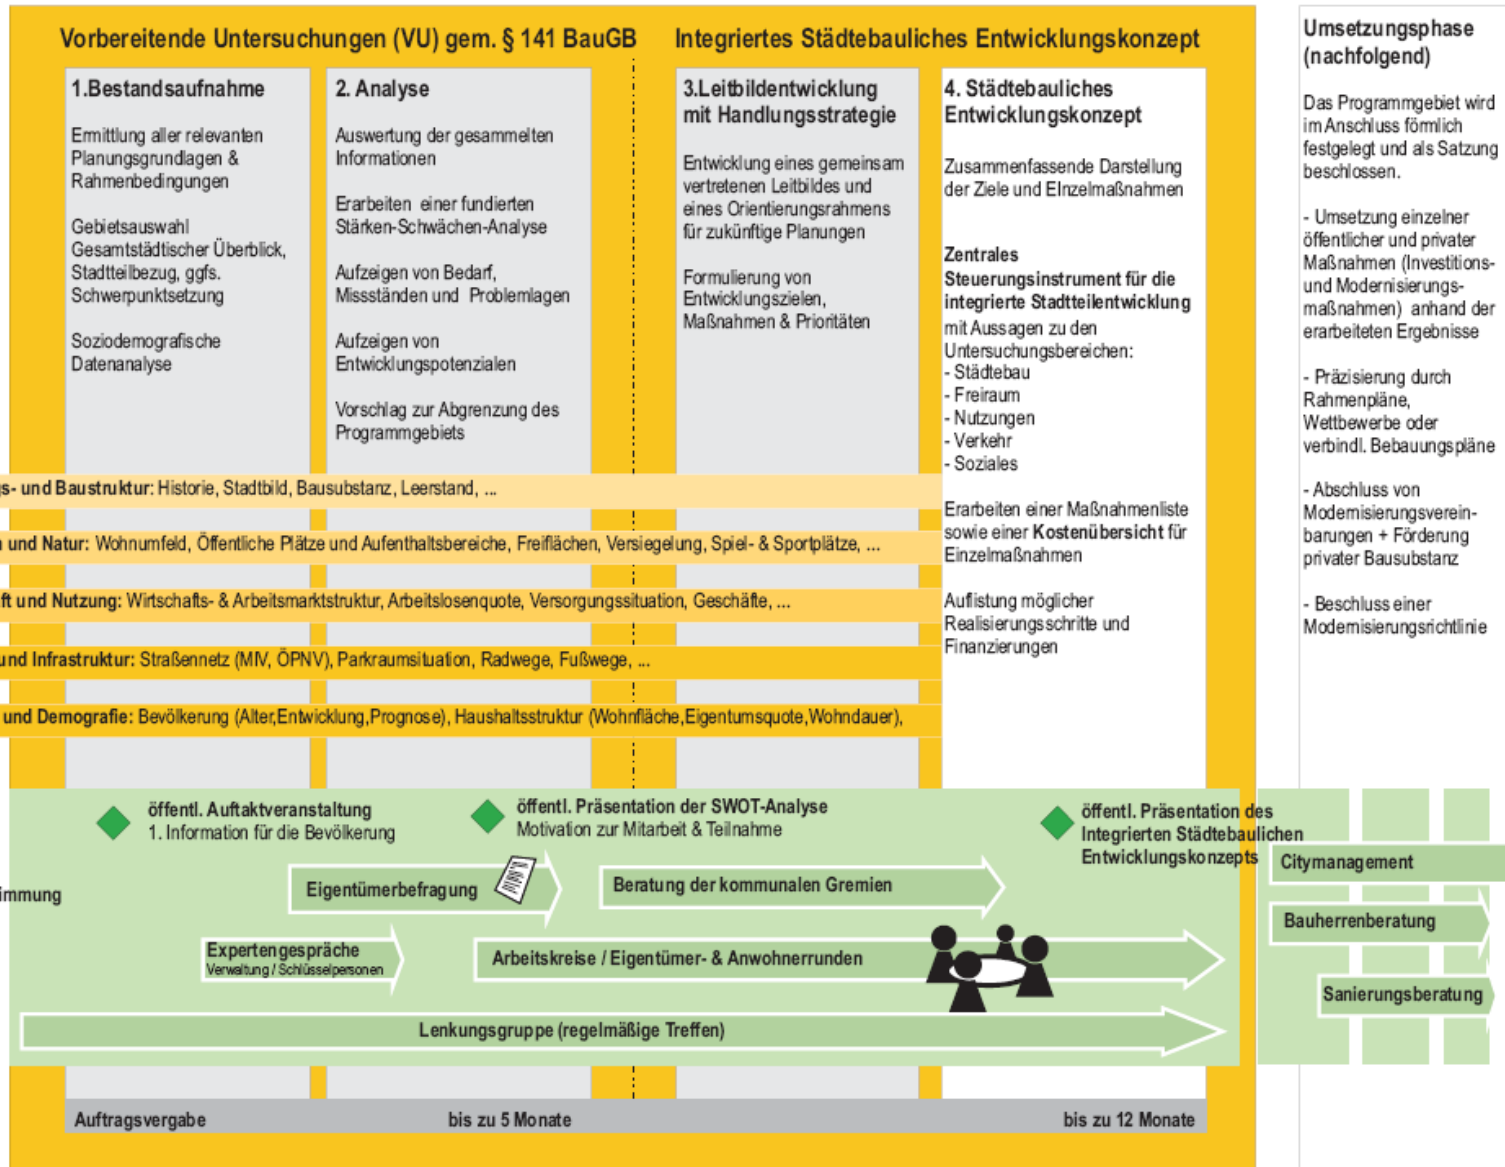 Vorbereitende Untersuchungen (VU) gem. § 141 BauGB
Integriertes Städtebauliches Entwicklungskonzept
1.Bestandsaufnahme
Ermittlung aller relevanten
Planungsgrundlagen &
Rahmenbedingungen
Gebietsauswahl
Gesamtstädtischer Überblick,
Stadtteilbezug, ggfs.
Schwerpunktsetzung
Soziodemografische
Datenanalyse
2. Analyse
Auswertung der gesammelten
Informationen
Erarbeiten einer fundierten
Stärken-Schwächen-Analyse
Aufzeigen von Bedarf,
Missständen und Problemlagen
Aufzeigen von
Entwicklungspotenzialen
Vorschlag zur Abgrenzung des
Programmgebiets
3.Leitbildentwicklung
mit Handlungsstrategie
Entwicklung eines gemeinsam
vertretenen Leitbildes und
eines Orientierungsrahmens
für zukünftige Planungen
Formulierung von
Entwicklungszielen,
Maßnahmen & Prioritäten
4. Städtebauliches
Entwicklungskonzept
Zusammenfassende Darstellung
der Ziele und EInzelmaßnahmen
Zentrales
Steuerungsinstrument für die
integrierte Stadtteilentwicklung
mit Aussagen zu den
Untersuchungsbereichen:
- Städtebau
- Freiraum
- Nutzungen
- Verkehr
- Soziales
Erarbeiten einer Maßnahmenliste
sowie einer Kostenübersicht für
Einzelmaßnahmen
Auflistung möglicher
Realisierungsschritte und
Finanzierungen
Umsetzungsphase
(nachfolgend)
Das Programmgebiet wird
im Anschluss förmlich
festgelegt und als Satzung
beschlossen.
- Umsetzung einzelner
öffentlicher und privater
Maßnahmen (Investitions-
und Modernisierungs-
maßnahmen) anhand der
erarbeiteten Ergebnisse
- Präzisierung durch
Rahmenpläne,
Wettbewerbe oder
verbindl. Bebauungspläne
- Abschluss von
Modernisierungsverein-
barungen + Förderung
privater Bausubstanz
- Beschluss einer
Modernisierungsrichtlinie
s- und Baustruktur: Historie, Stadtbild, Bausubstanz, Leerstand, ...
und Natur: Wohnumfeld, Öffentliche Plätze und Aufenthaltsbereiche, Freiflächen, Versiegelung, Spiel- & Sportplätze, ...
ft und Nutzung: Wirtschafts- & Arbeitsmarktstruktur, Arbeitslosenquote, Versorgungssituation, Geschäfte, ...
und Infrastruktur: Straßennetz (MIV, ÖPNV), Parkraumsituation, Radwege, Fußwege, ...
und Demografie: Bevölkerung (Alter,Entwicklung,Prognose), Haushaltsstruktur (Wohnfläche,Eigentumsquote,Wohndauer),
öffentl. Auftaktveranstaltung
1. Information für die Bevölkerung
öffentl. Präsentation der SWOT-Analyse
Motivation zur Mitarbeit & Teilnahme
öffentl. Präsentation des
Integrierten Städtebaulichen
Entwicklungskonzepts
immung
Eigentümerbefragung
Beratung der kommunalen Gremien
Citymanagement
Bauherrenberatung
Expertengespräche
Verwaltung / Schlüsselpersonen
Arbeitskreise / Eigentümer- & Anwohnerrunden
Sanierungsberatung
Lenkungsgruppe (regelmäßige Treffen)
Auftragsvergabe
bis zu 5 Monate
bis zu 12 Monate